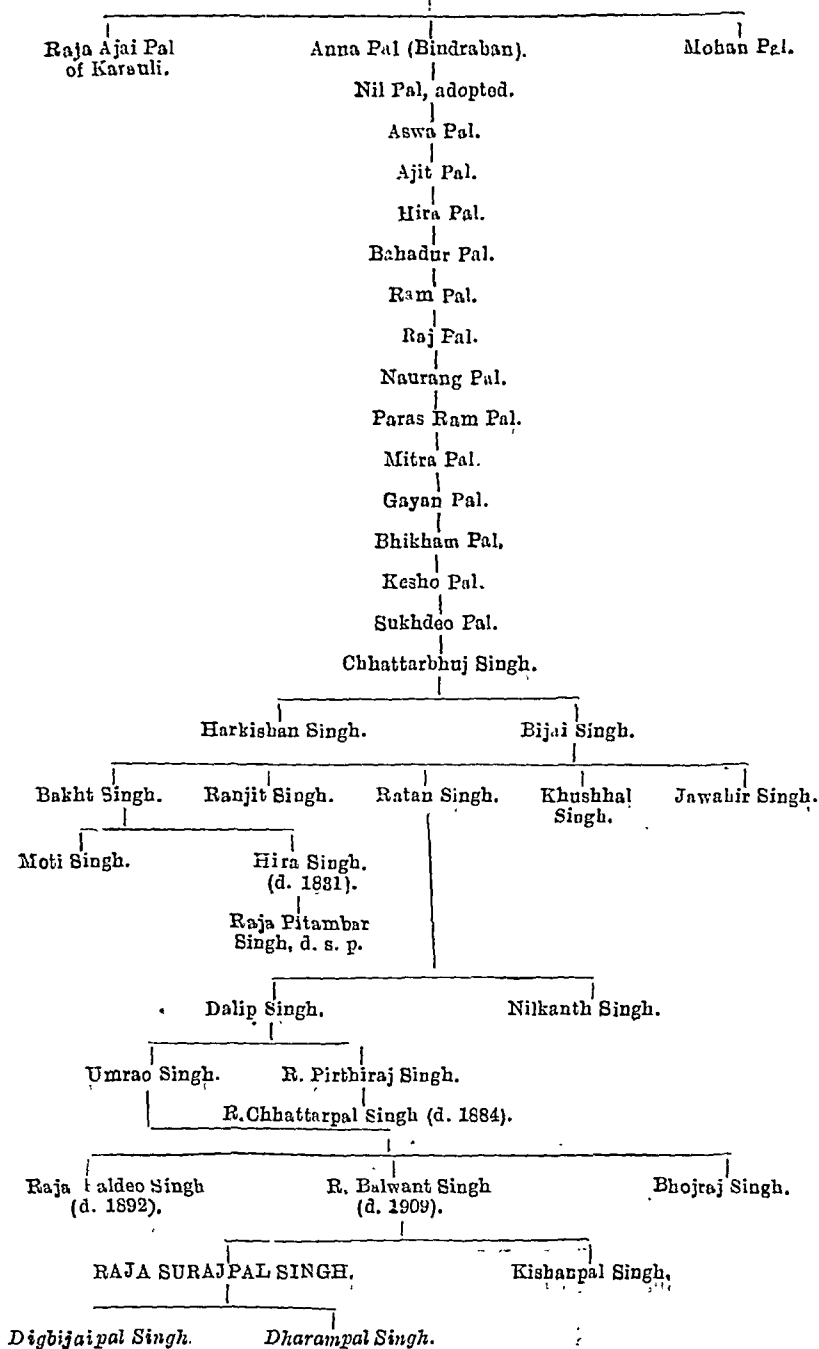 Raja Ajai Pal of Karauli.
Anna Pal (Bindraban).
Mohan Pal.
Nil Pal, adopted.
Aswa Pal.
Ajit Pal.
Hira Pal.
Bahadur Pal.
Ram Pal.
Raj Pal.
Naurang Pal.
Paras Ram Pal.
Mitra Pal.
Gayan Pal.
Bhikham Pal.
Kesho Pal.
Sukhdeo Pal.
Chhattarbhuj Singh.
Harkishan Singh.
Bijai Singh.
Bakht Singh.
Ranjit Singh.
Ratan Singh.
Khushhal Singh.
Jawahir Singh.
Moti Singh.
Hira Singh.
(d. 1831).
Raja Pitambar
Singh, d. s. p.
Dalip Singh.
Nilkanth Singh.
Umrao Singh.
R. Pirthiraj Singh.
R. Chhattarpal Singh (d. 1884).
Raja Baldeo Singh
(d. 1892).
R. Balwant Singh
(d. 1909).
Bhojraj Singh.
RAJA SURAJPAL SINGH.
Kishanpal Singh,
Digbijaipal Singh.
Dharampal Singh.